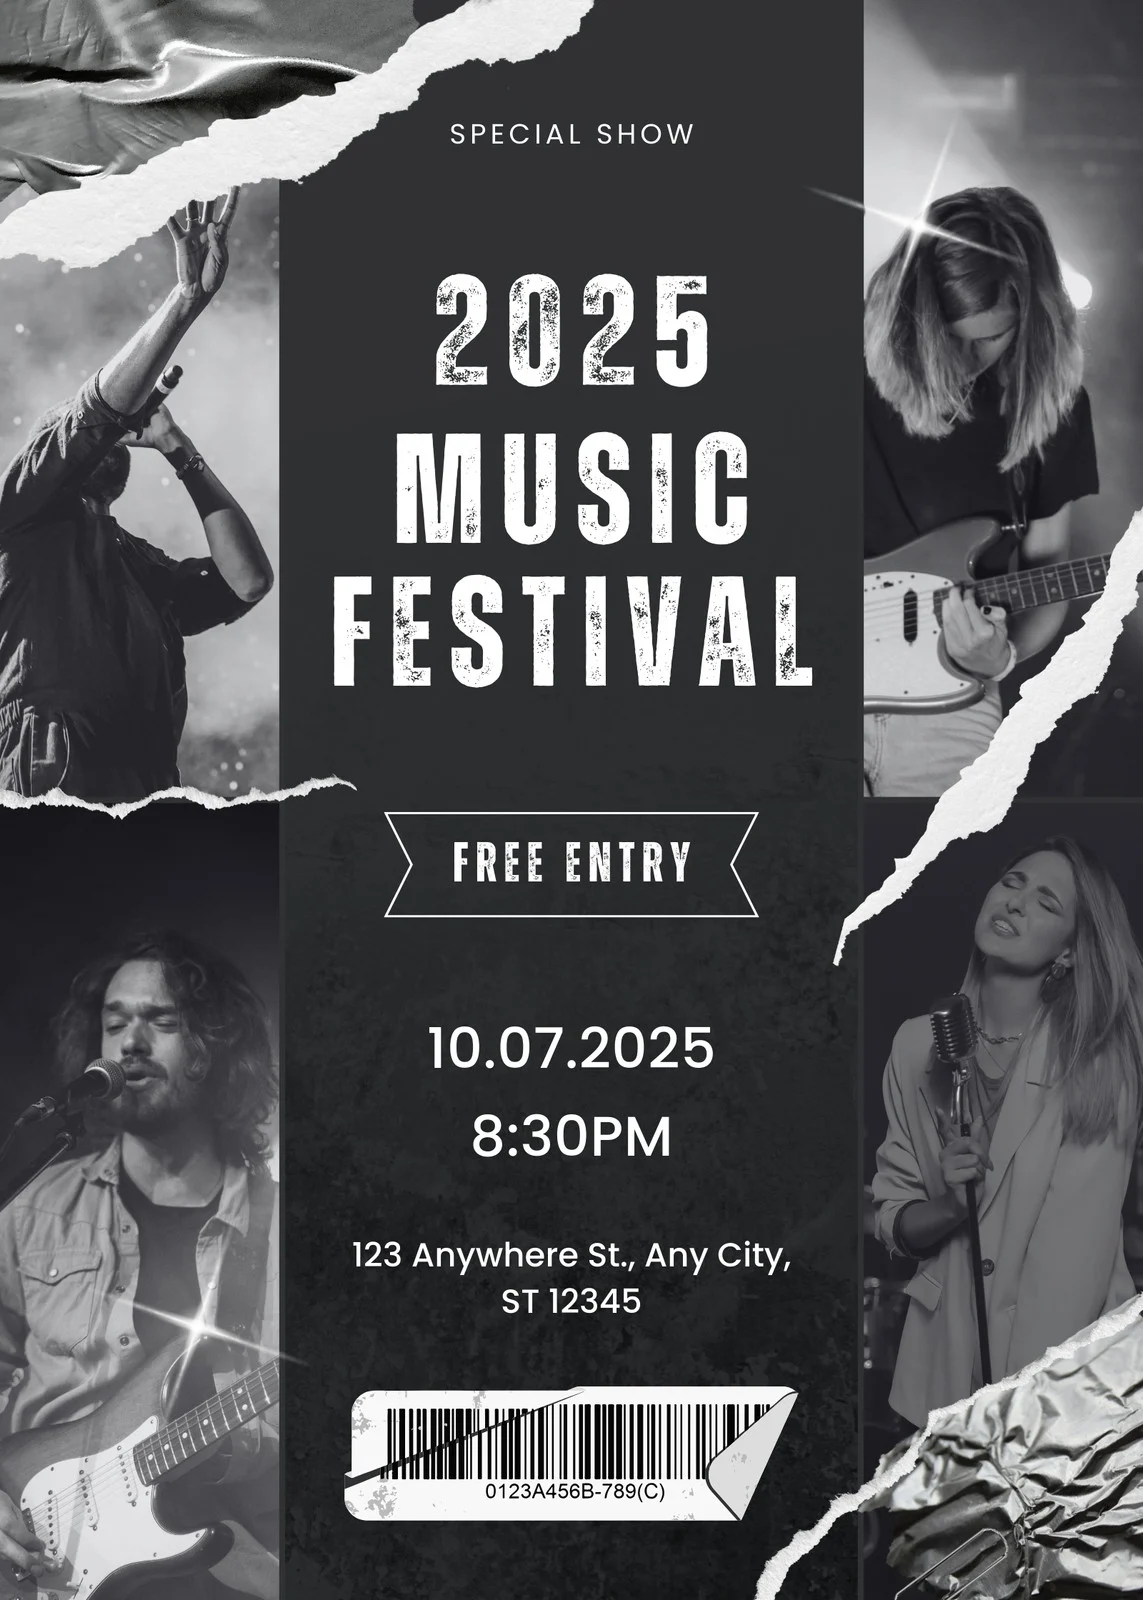 SPECIAL SHOW
2025
MUSIC
FESTIVAL
FREE ENTRY
10.07.2025
8:30PM
123 Anywhere St., Any City,
ST 12345
0123A456B-789(C)